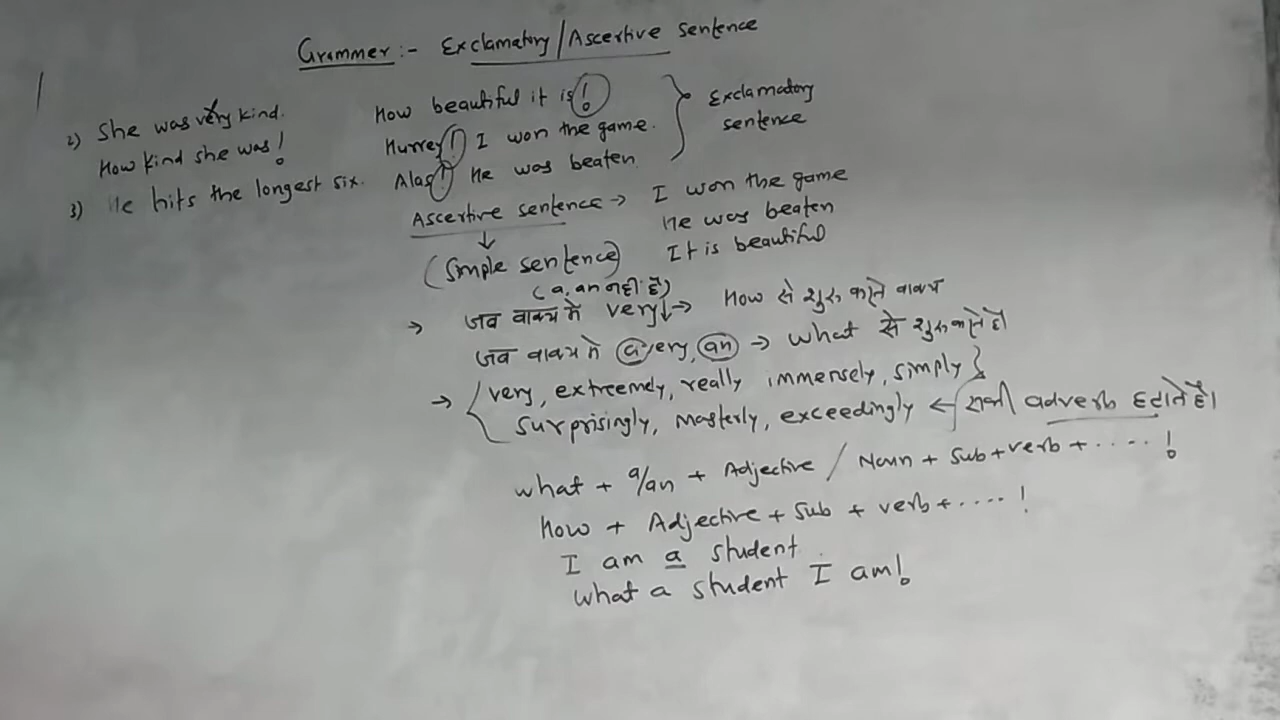 Grammer :- Exclamatory / Ascertive sentence
2) She was very kind.
How kind she was!
3) He hits the longest six.
How beautiful it is!
Hurrey! I won the game.
Alas! He was beaten
} Exclamatory sentence
Ascertive sentence → I won the game
He was beaten
It is beautiful
↓
(Simple sentence)
(a, an नही है)
→ जब वाक्य मे very ↓ → How से शुरू करते वाक्य
जब वाक्य मे a very, an → what से शुरू करते है
→ { very, extreemely, really immensely, simply }
surprisingly, masterly, exceedingly ← { सभी adverb हटाते है।
what + a/an + Adjective / Noun + Sub + verb + ..... !
How + Adjective + sub + verb + ..... !
I am a student.
What a student I am!